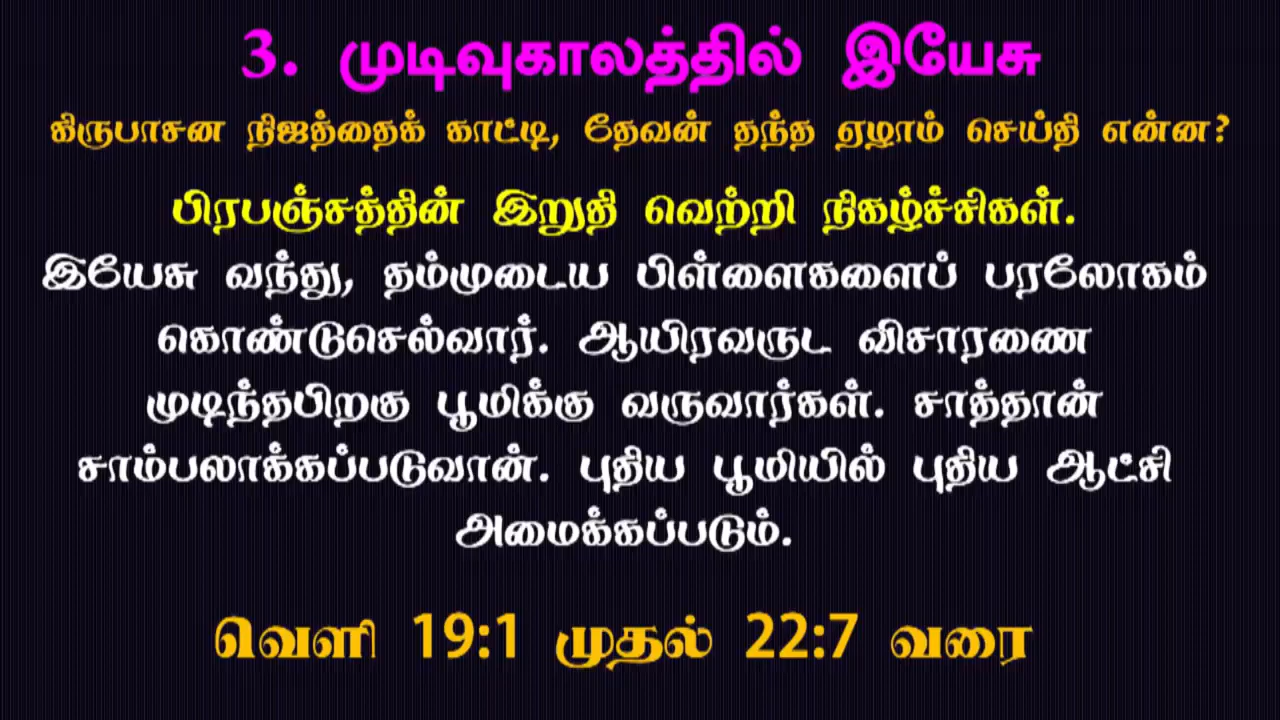 3. முடிவுகாலத்தில் இயேசு
கிருபாசன நிஜத்தைக் காட்டி, தேவன் தந்த ஏழாம் செய்தி என்ன?
பிரபஞ்சத்தின் இறுதி வெற்றி நிகழ்ச்சிகள்.
இயேசு வந்து, தம்முடைய பிள்ளைகளைப் பரலோகம்
கொண்டுசெல்வார். ஆயிரவருட விசாரணை
முடிந்தபிறகு பூமிக்கு வருவார்கள். சாத்தான்
சாம்பலாக்கப்படுவான். புதிய பூமியில் புதிய ஆட்சி
அமைக்கப்படும்.
வெளி 19:1 முதல் 22:7 வரை